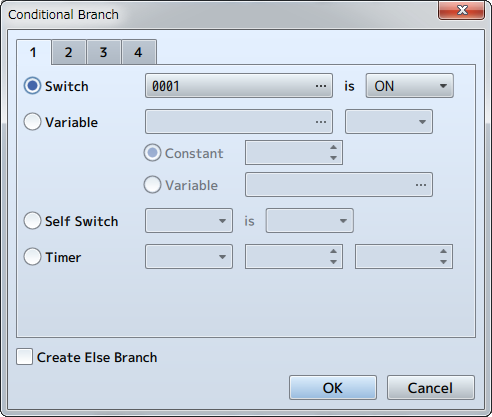 Conditional Branch
1 2 3 4
Switch 0001 ... is ON
Variable ...
Constant
Variable ...
Self Switch is
Timer
Create Else Branch
OK Cancel